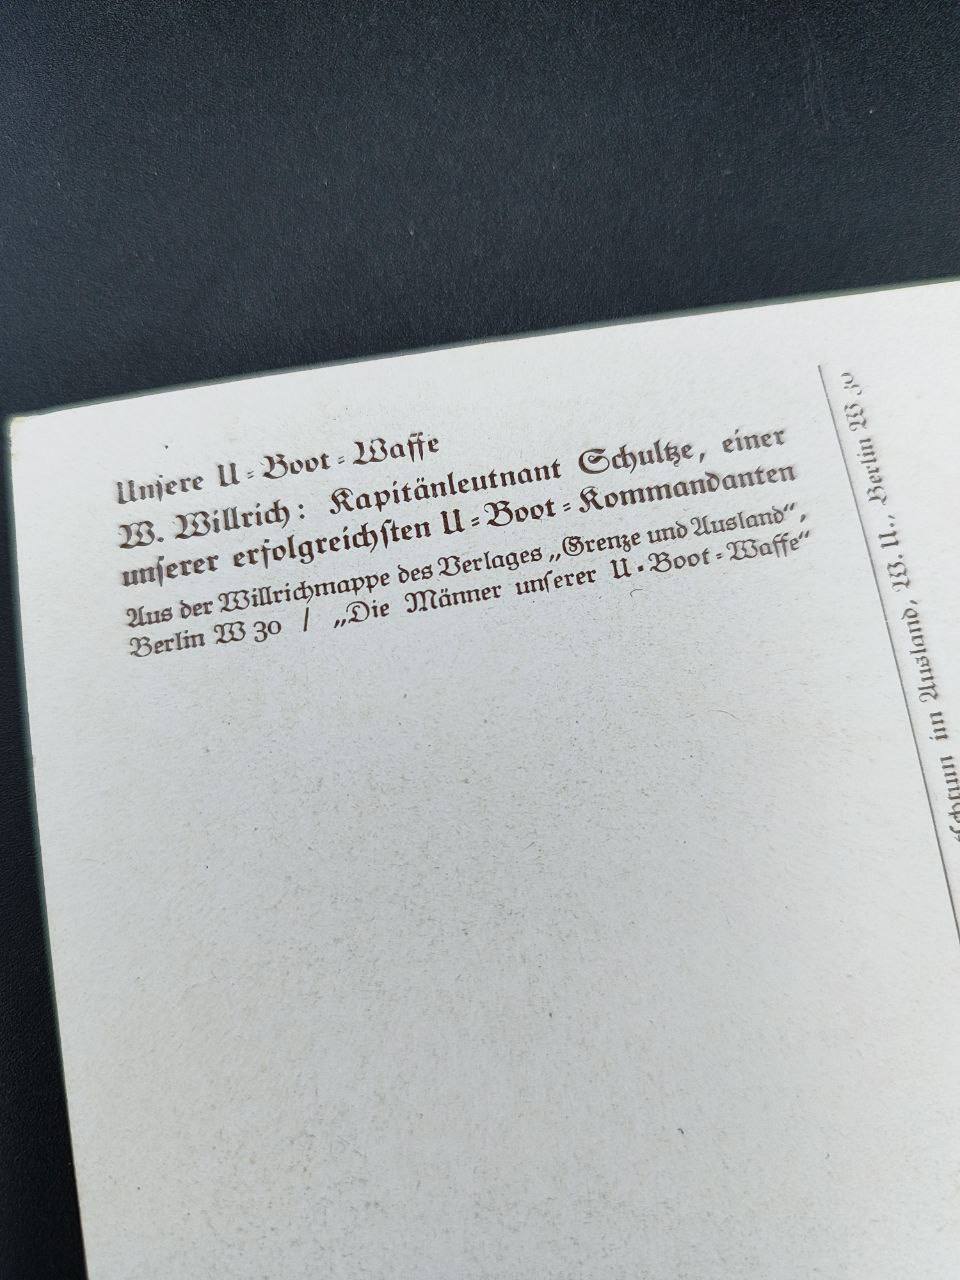 Unsere U-Boot-Waffe
W. Willrich: Kapitänleutnant Schultze, einer
unserer erfolgreichsten U-Boot-Kommandanten
Aus der Willrichmappe des Verlages „Grenze und Ausland“,
Berlin W 30 / „Die Männer unserer U-Boot-Waffe“
im Ausland, W. U., Berlin W 30